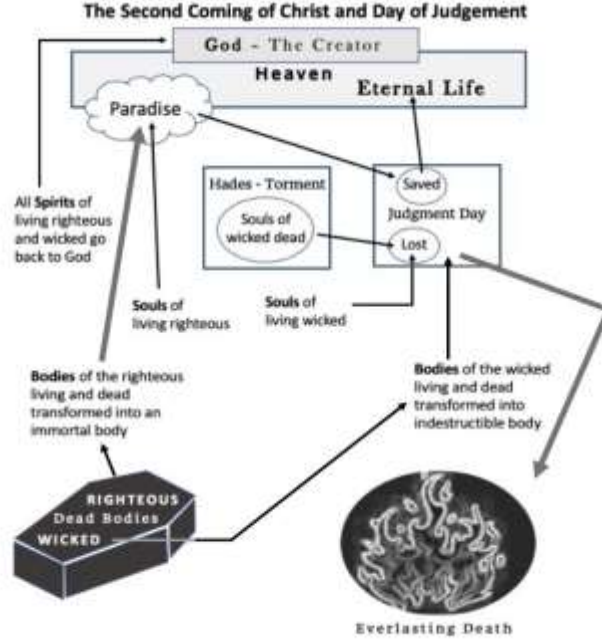 The Second Coming of Christ and Day of Judgement
God - The Creator
Heaven
Eternal Life
Paradise
Hades - Torment
Souls of
wicked dead
Saved
Judgment Day
Lost
All Spirits of
living righteous
and wicked go
back to God
Souls of
living righteous
Souls of
living wicked
Bodies of the righteous
living and dead
transformed into an
immortal body
Bodies of the wicked
living and dead
transformed into
indestructible body
RIGHTEOUS
Dead Bodies
WICKED
Everlasting Death